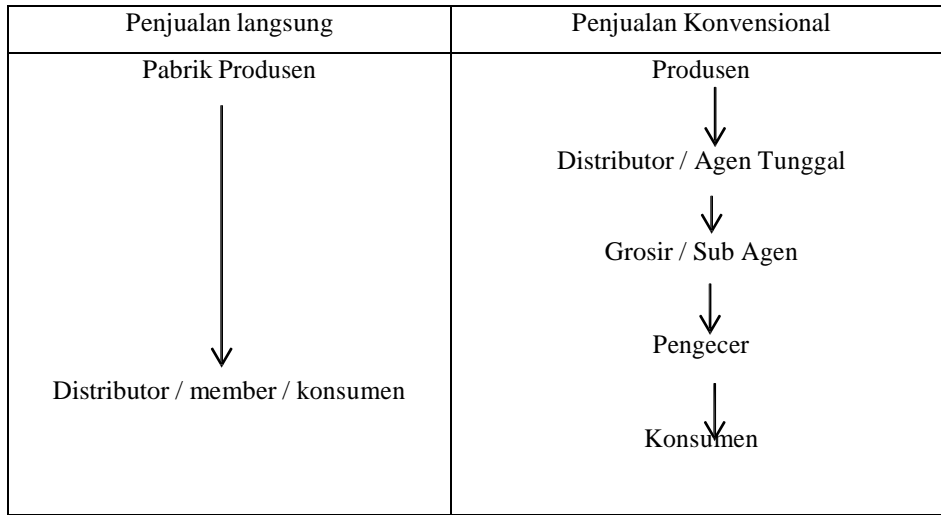 Penjualan langsung
Penjualan Konvensional
Pabrik Produsen
Distributor / member / konsumen
Produsen
Distributor / Agen Tunggal
Grosir / Sub Agen
Pengecer
Konsumen